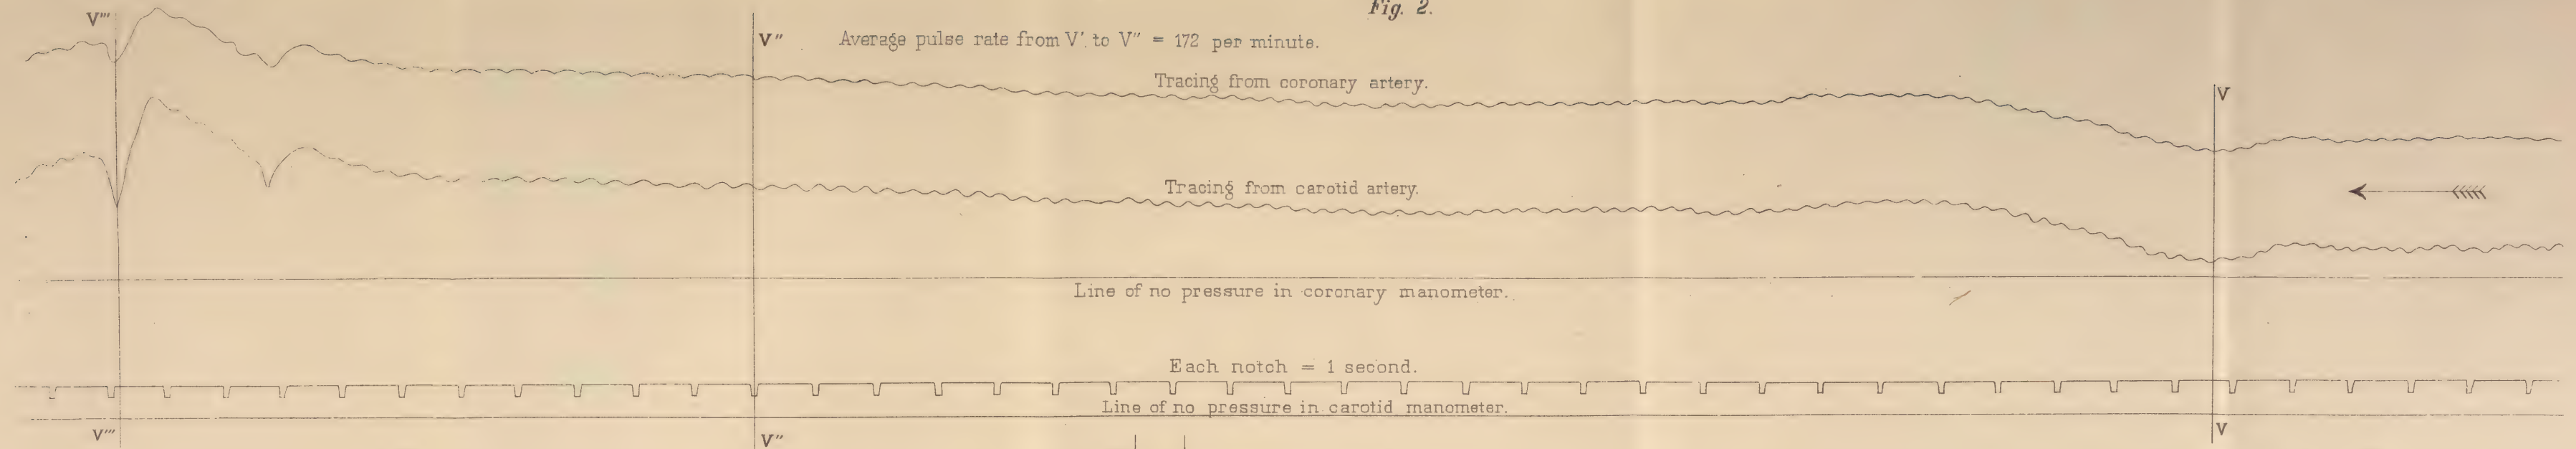 Fig. 2.
V‴
V″ Average pulse rate from V′. to V″ = 172 per minute.
Tracing from coronary artery.
V
Tracing from carotid artery.
Line of no pressure in coronary manometer.
Each notch = 1 second.
Line of no pressure in carotid manometer.
V‴
V″
V